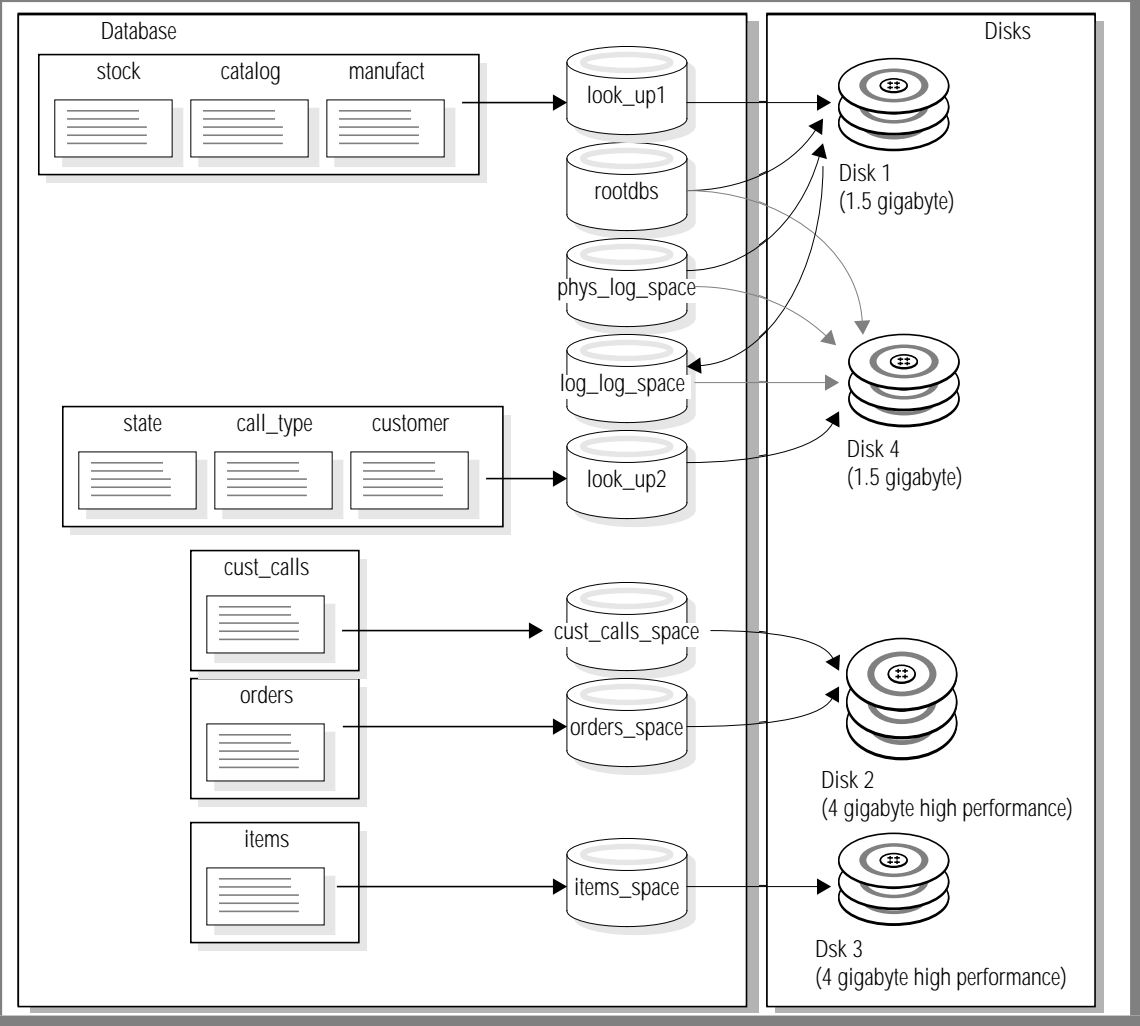 Database
Disks
stock
catalog
manufact
look_up1
Disk 1
(1.5 gigabyte)
rootdbs
phys_log_space
log_log_space
state
call_type
customer
look_up2
Disk 4
(1.5 gigabyte)
cust_calls
cust_calls_space
orders
orders_space
Disk 2
(4 gigabyte high performance)
items
items_space
Dsk 3
(4 gigabyte high performance)